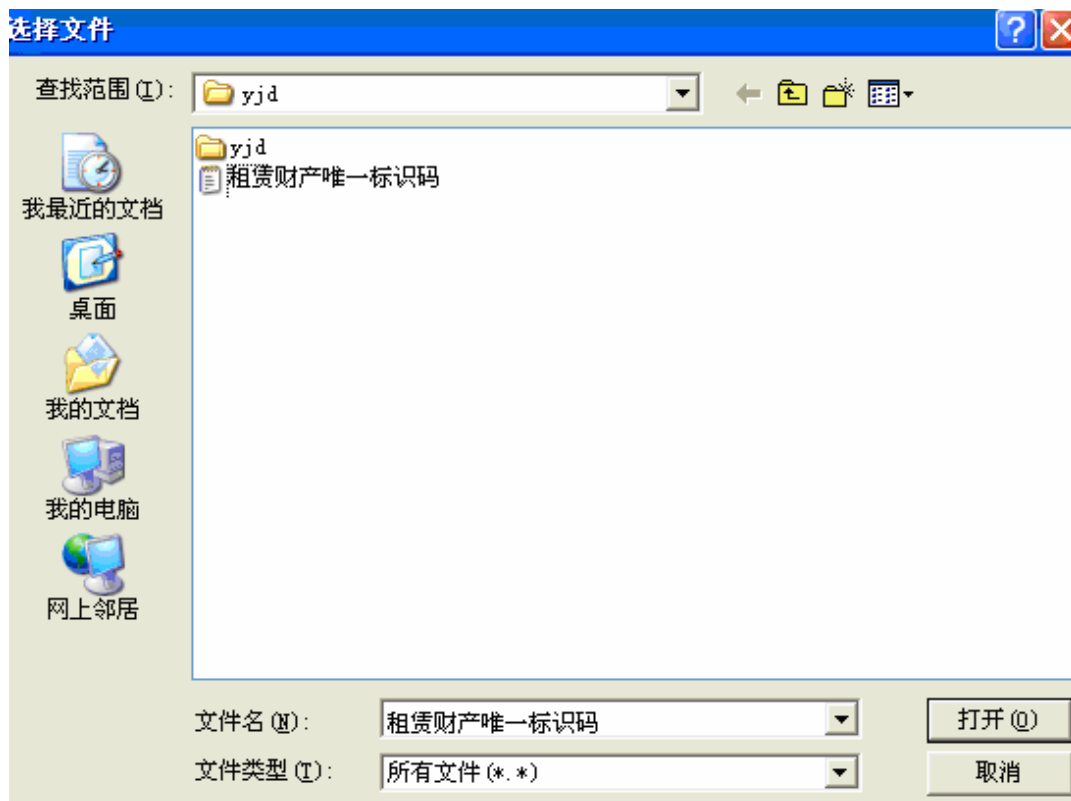 选择文件
查找范围(I):
yjd
yjd
租赁财产唯一标识码
我最近的文档
桌面
我的文档
我的电脑
网上邻居
文件名(N):
租赁财产唯一标识码
打开(O)
文件类型(T):
所有文件(*.*)
取消